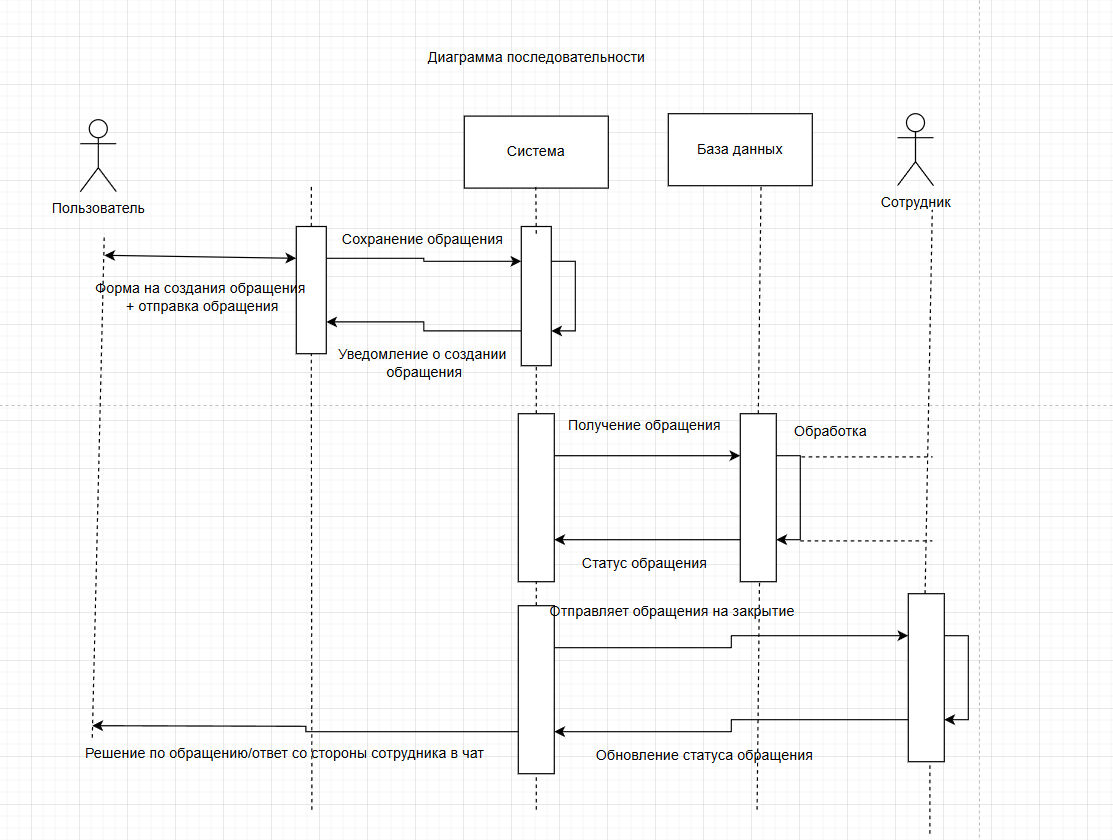 Диаграмма последовательности
Система
База данных
Пользователь
Сотрудник
Сохранение обращения
Форма на создания обращения
+ отправка обращения
Уведомление о создании
обращения
Получение обращения
Обработка
Статус обращения
Отправляет обращения на закрытие
Решение по обращению/ответ со стороны сотрудника в чат
Обновление статуса обращения